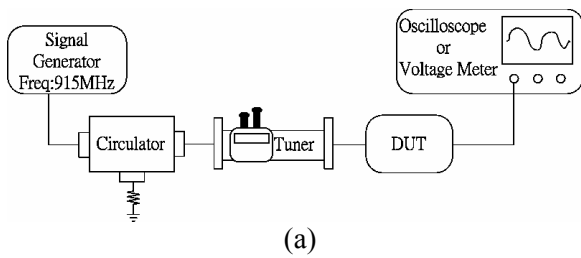 Signal
Generator
Freq:915MHz
Circulator
Tuner
DUT
Oscilloscope
or
Voltage Meter
(a)